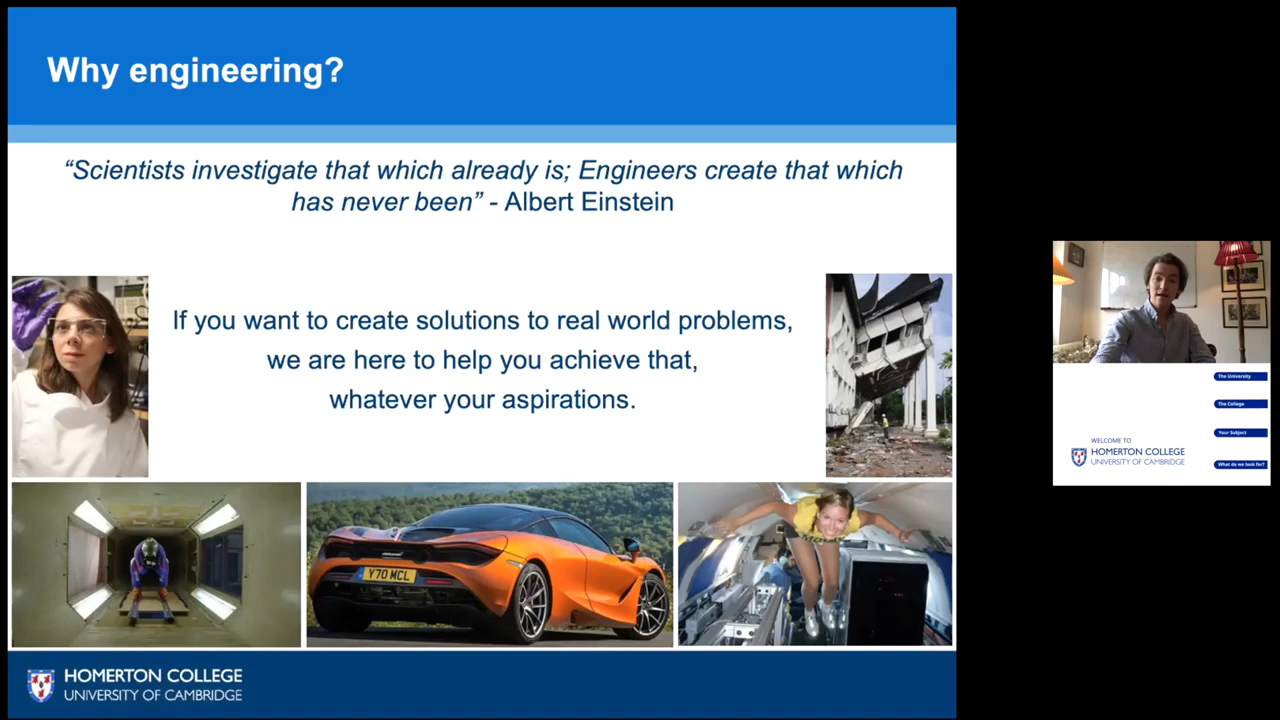 Why engineering?
“Scientists investigate that which already is; Engineers create that which
has never been” - Albert Einstein
If you want to create solutions to real world problems,
we are here to help you achieve that,
whatever your aspirations.
Y70 MCL
HOMERTON COLLEGE
UNIVERSITY OF CAMBRIDGE
The University
The College
Your Subject
What do we look for?
WELCOME TO
HOMERTON COLLEGE
UNIVERSITY OF CAMBRIDGE